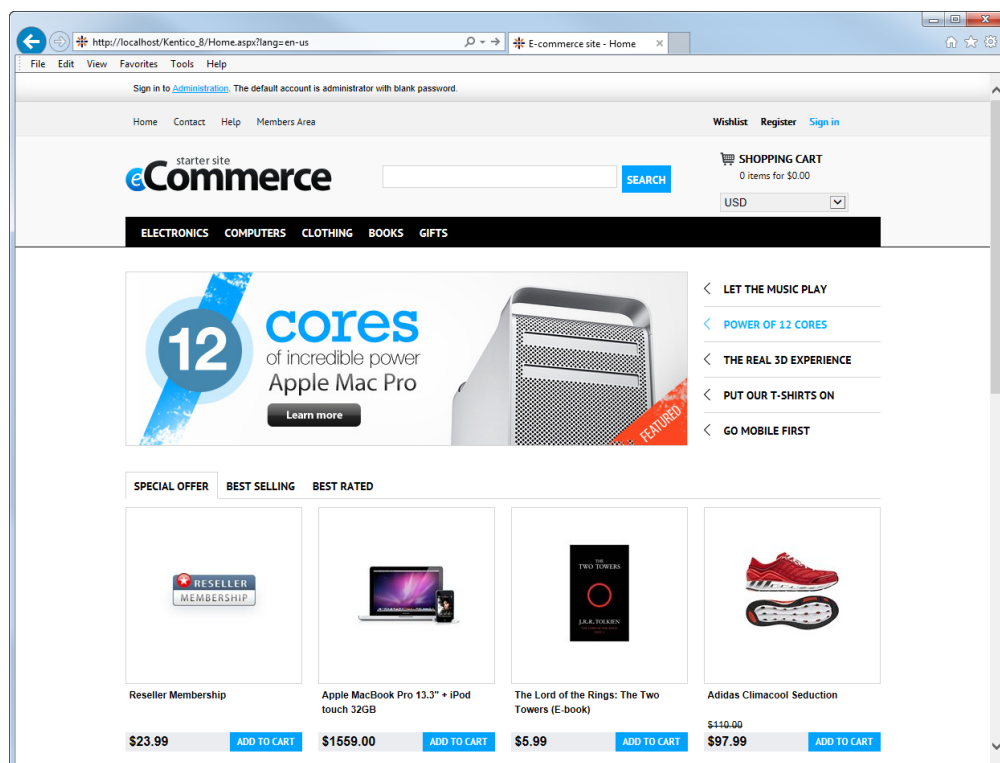 http://localhost/Kentico_8/Home.aspx?lang=en-us
E-commerce site - Home
File Edit View Favorites Tools Help
Sign in to Administration. The default account is administrator with blank password.
Home Contact Help Members Area
Wishlist Register Sign in
starter site
eCommerce
SEARCH
SHOPPING CART
0 items for $0.00
USD
ELECTRONICS COMPUTERS CLOTHING BOOKS GIFTS
12
cores
of incredible power
Apple Mac Pro
Learn more
FEATURED
LET THE MUSIC PLAY
POWER OF 12 CORES
THE REAL 3D EXPERIENCE
PUT OUR T-SHIRTS ON
GO MOBILE FIRST
SPECIAL OFFER BEST SELLING BEST RATED
RESELLER
MEMBERSHIP
THE
TWO TOWERS
J.R.R. TOLKIEN
Reseller Membership
$23.99
ADD TO CART
Apple MacBook Pro 13.3" + iPod
touch 32GB
$1559.00
ADD TO CART
The Lord of the Rings: The Two
Towers (E-book)
$5.99
ADD TO CART
Adidas Climacool Seduction
$110.00
$97.99
ADD TO CART